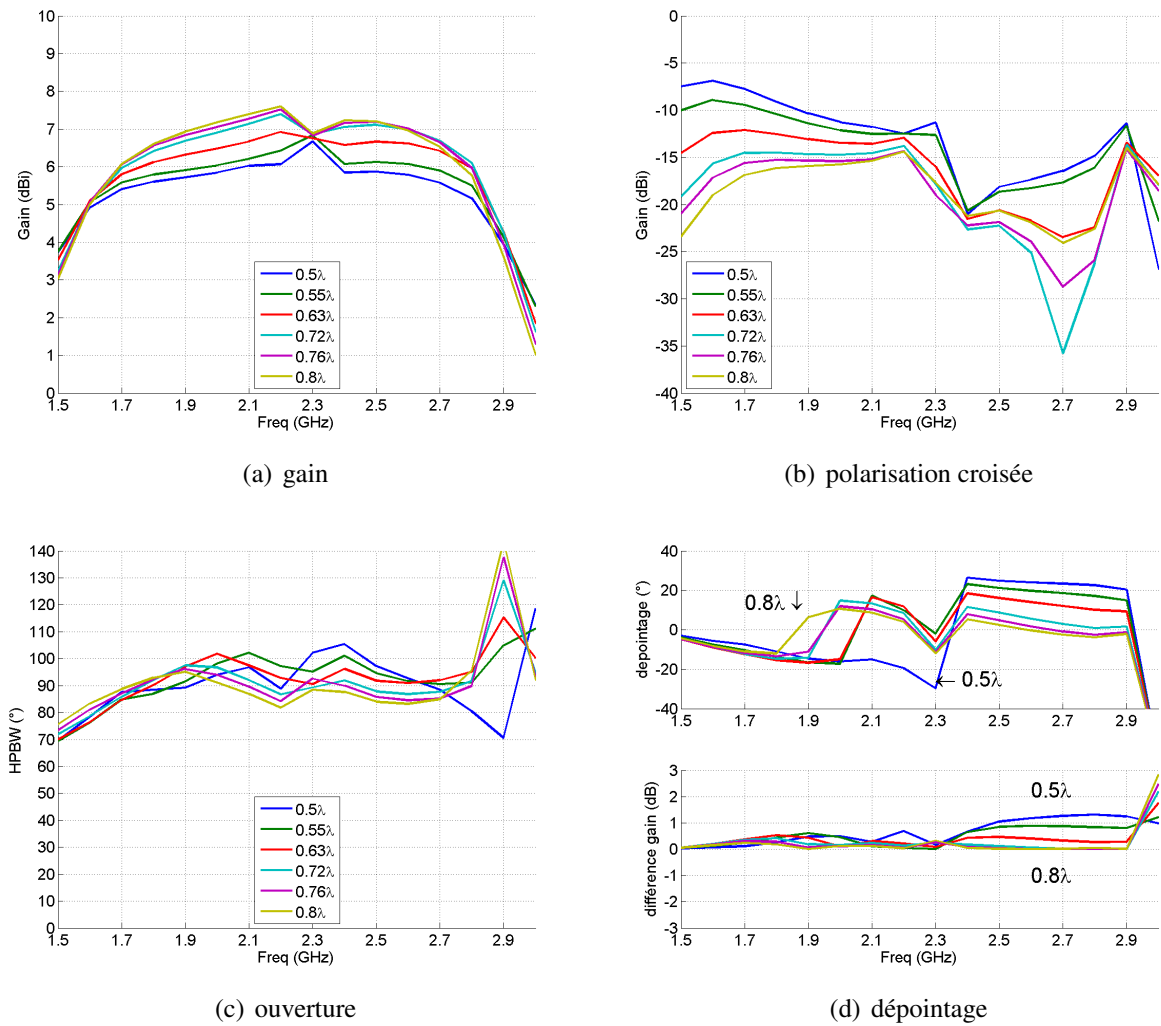 10
9
8
7
6
5
4
3
2
1
0
Gain (dBi)
1.5 1.7 1.9 2.1 2.3 2.5 2.7 2.9
Freq (GHz)
0.5λ
0.55λ
0.63λ
0.72λ
0.76λ
0.8λ
(a) gain
0
-5
-10
-15
-20
-25
-30
-35
-40
Gain (dBi)
1.5 1.7 1.9 2.1 2.3 2.5 2.7 2.9
Freq (GHz)
0.5λ
0.55λ
0.63λ
0.72λ
0.76λ
0.8λ
(b) polarisation croisée
140
130
120
110
100
90
80
70
60
50
40
30
20
10
0
HPBW (°)
1.5 1.7 1.9 2.1 2.3 2.5 2.7 2.9
Freq (GHz)
0.5λ
0.55λ
0.63λ
0.72λ
0.76λ
0.8λ
(c) ouverture
40
20
0
-20
-40
depointage (°)
0.8λ ↓
← 0.5λ
1.5 1.7 1.9 2.1 2.3 2.5 2.7 2.9
3
2
1
0
-1
-2
-3
différence gain (dB)
0.5λ
0.8λ
1.5 1.7 1.9 2.1 2.3 2.5 2.7 2.9
Freq (GHz)
(d) dépointage